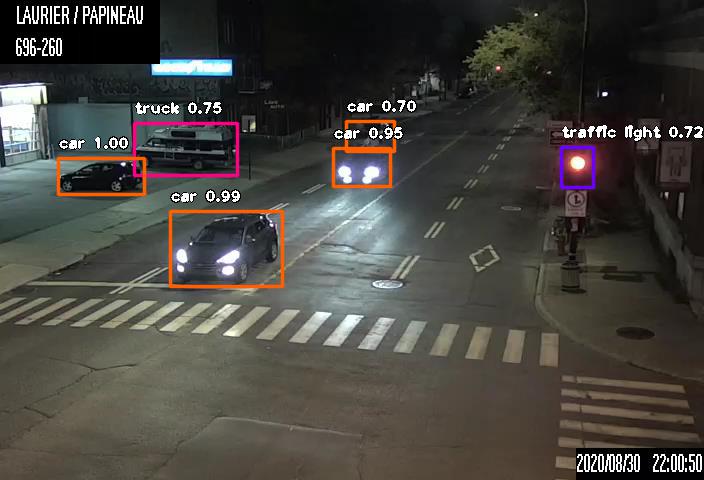 LAURIER / PAPINEAU
696-260
car 0.70
truck 0.75
car 0.95
traffic light 0.72
car 1.00
car 0.99
2020/08/30 22:00:50